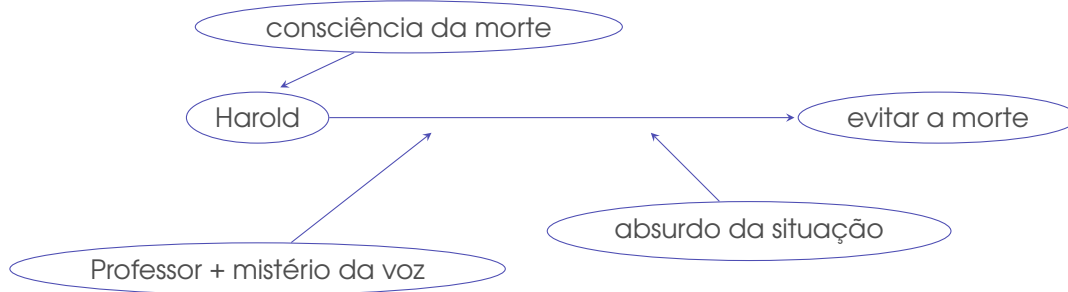 consciência da morte
Harold
evitar a morte
absurdo da situação
Professor + mistério da voz